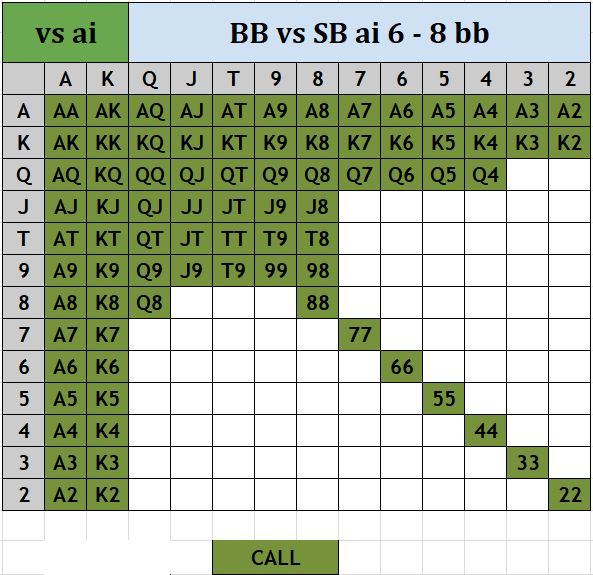 vs ai BB vs SB ai 6 - 8 bb
A K Q J T 9 8 7 6 5 4 3 2
A AA AK AQ AJ AT A9 A8 A7 A6 A5 A4 A3 A2
K AK KK KQ KJ KT K9 K8 K7 K6 K5 K4 K3 K2
Q AQ KQ QQ QJ QT Q9 Q8 Q7 Q6 Q5 Q4
J AJ KJ QJ JJ JT J9 J8
T AT KT QT JT TT T9 T8
9 A9 K9 Q9 J9 T9 99 98
8 A8 K8 Q8 88
7 A7 K7 77
6 A6 K6 66
5 A5 K5 55
4 A4 K4 44
3 A3 K3 33
2 A2 K2 22
CALL